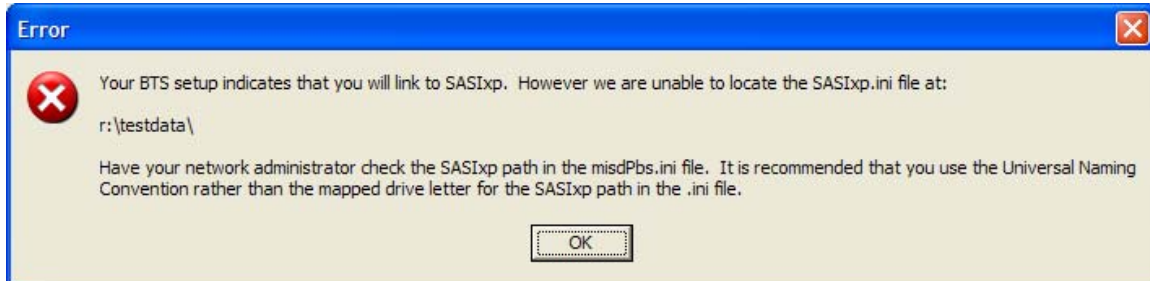 Error
Your BTS setup indicates that you will link to SASIxp.  However we are unable to locate the SASIxp.ini file at:
r:\testdata\
Have your network administrator check the SASIxp path in the misdPbs.ini file.  It is recommended that you use the Universal Naming
Convention rather than the mapped drive letter for the SASIxp path in the .ini file.
OK